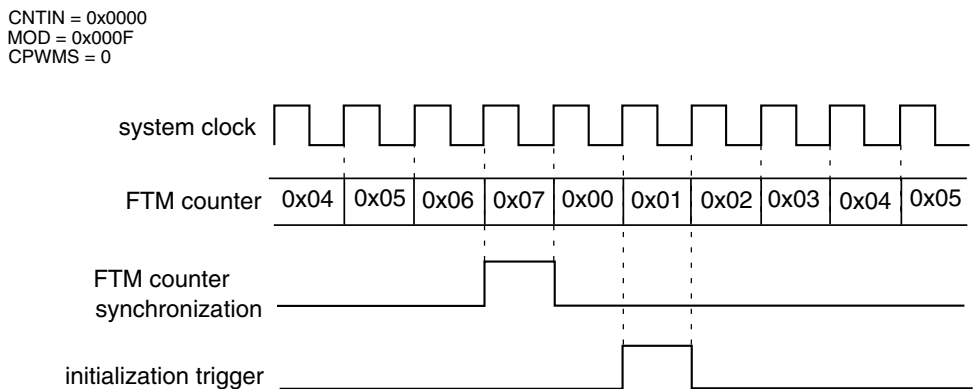 CNTIN = 0x0000
MOD = 0x000F
CPWMS = 0
system clock
FTM counter 0x04 0x05 0x06 0x07 0x00 0x01 0x02 0x03 0x04 0x05
FTM counter
synchronization
initialization trigger